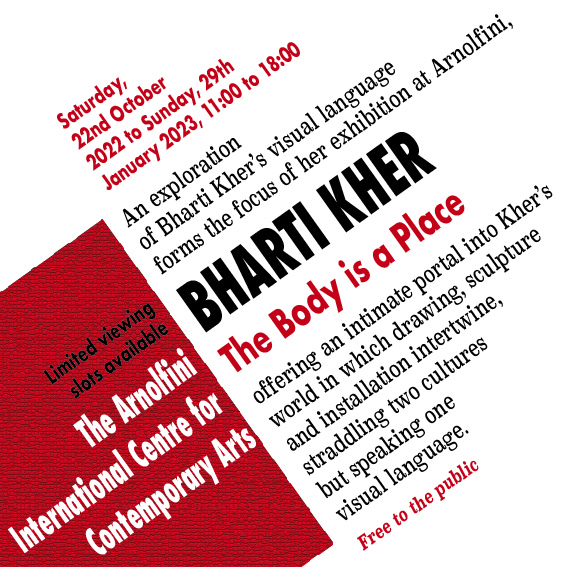 Saturday,
22nd October
2022 to Sunday, 29th
January 2023, 11:00 to 18:00
An exploration
of Bharti Kher's visual language
forms the focus of her exhibition at Arnolfini,
BHARTI KHER
The Body is a Place
offering an intimate portal into Kher's
world in which drawing, sculpture
and installation intertwine,
straddling two cultures
but speaking one
visual language.
Free to the public
Limited viewing
slots available
The Arnolfini
International Centre for
Contemporary Arts